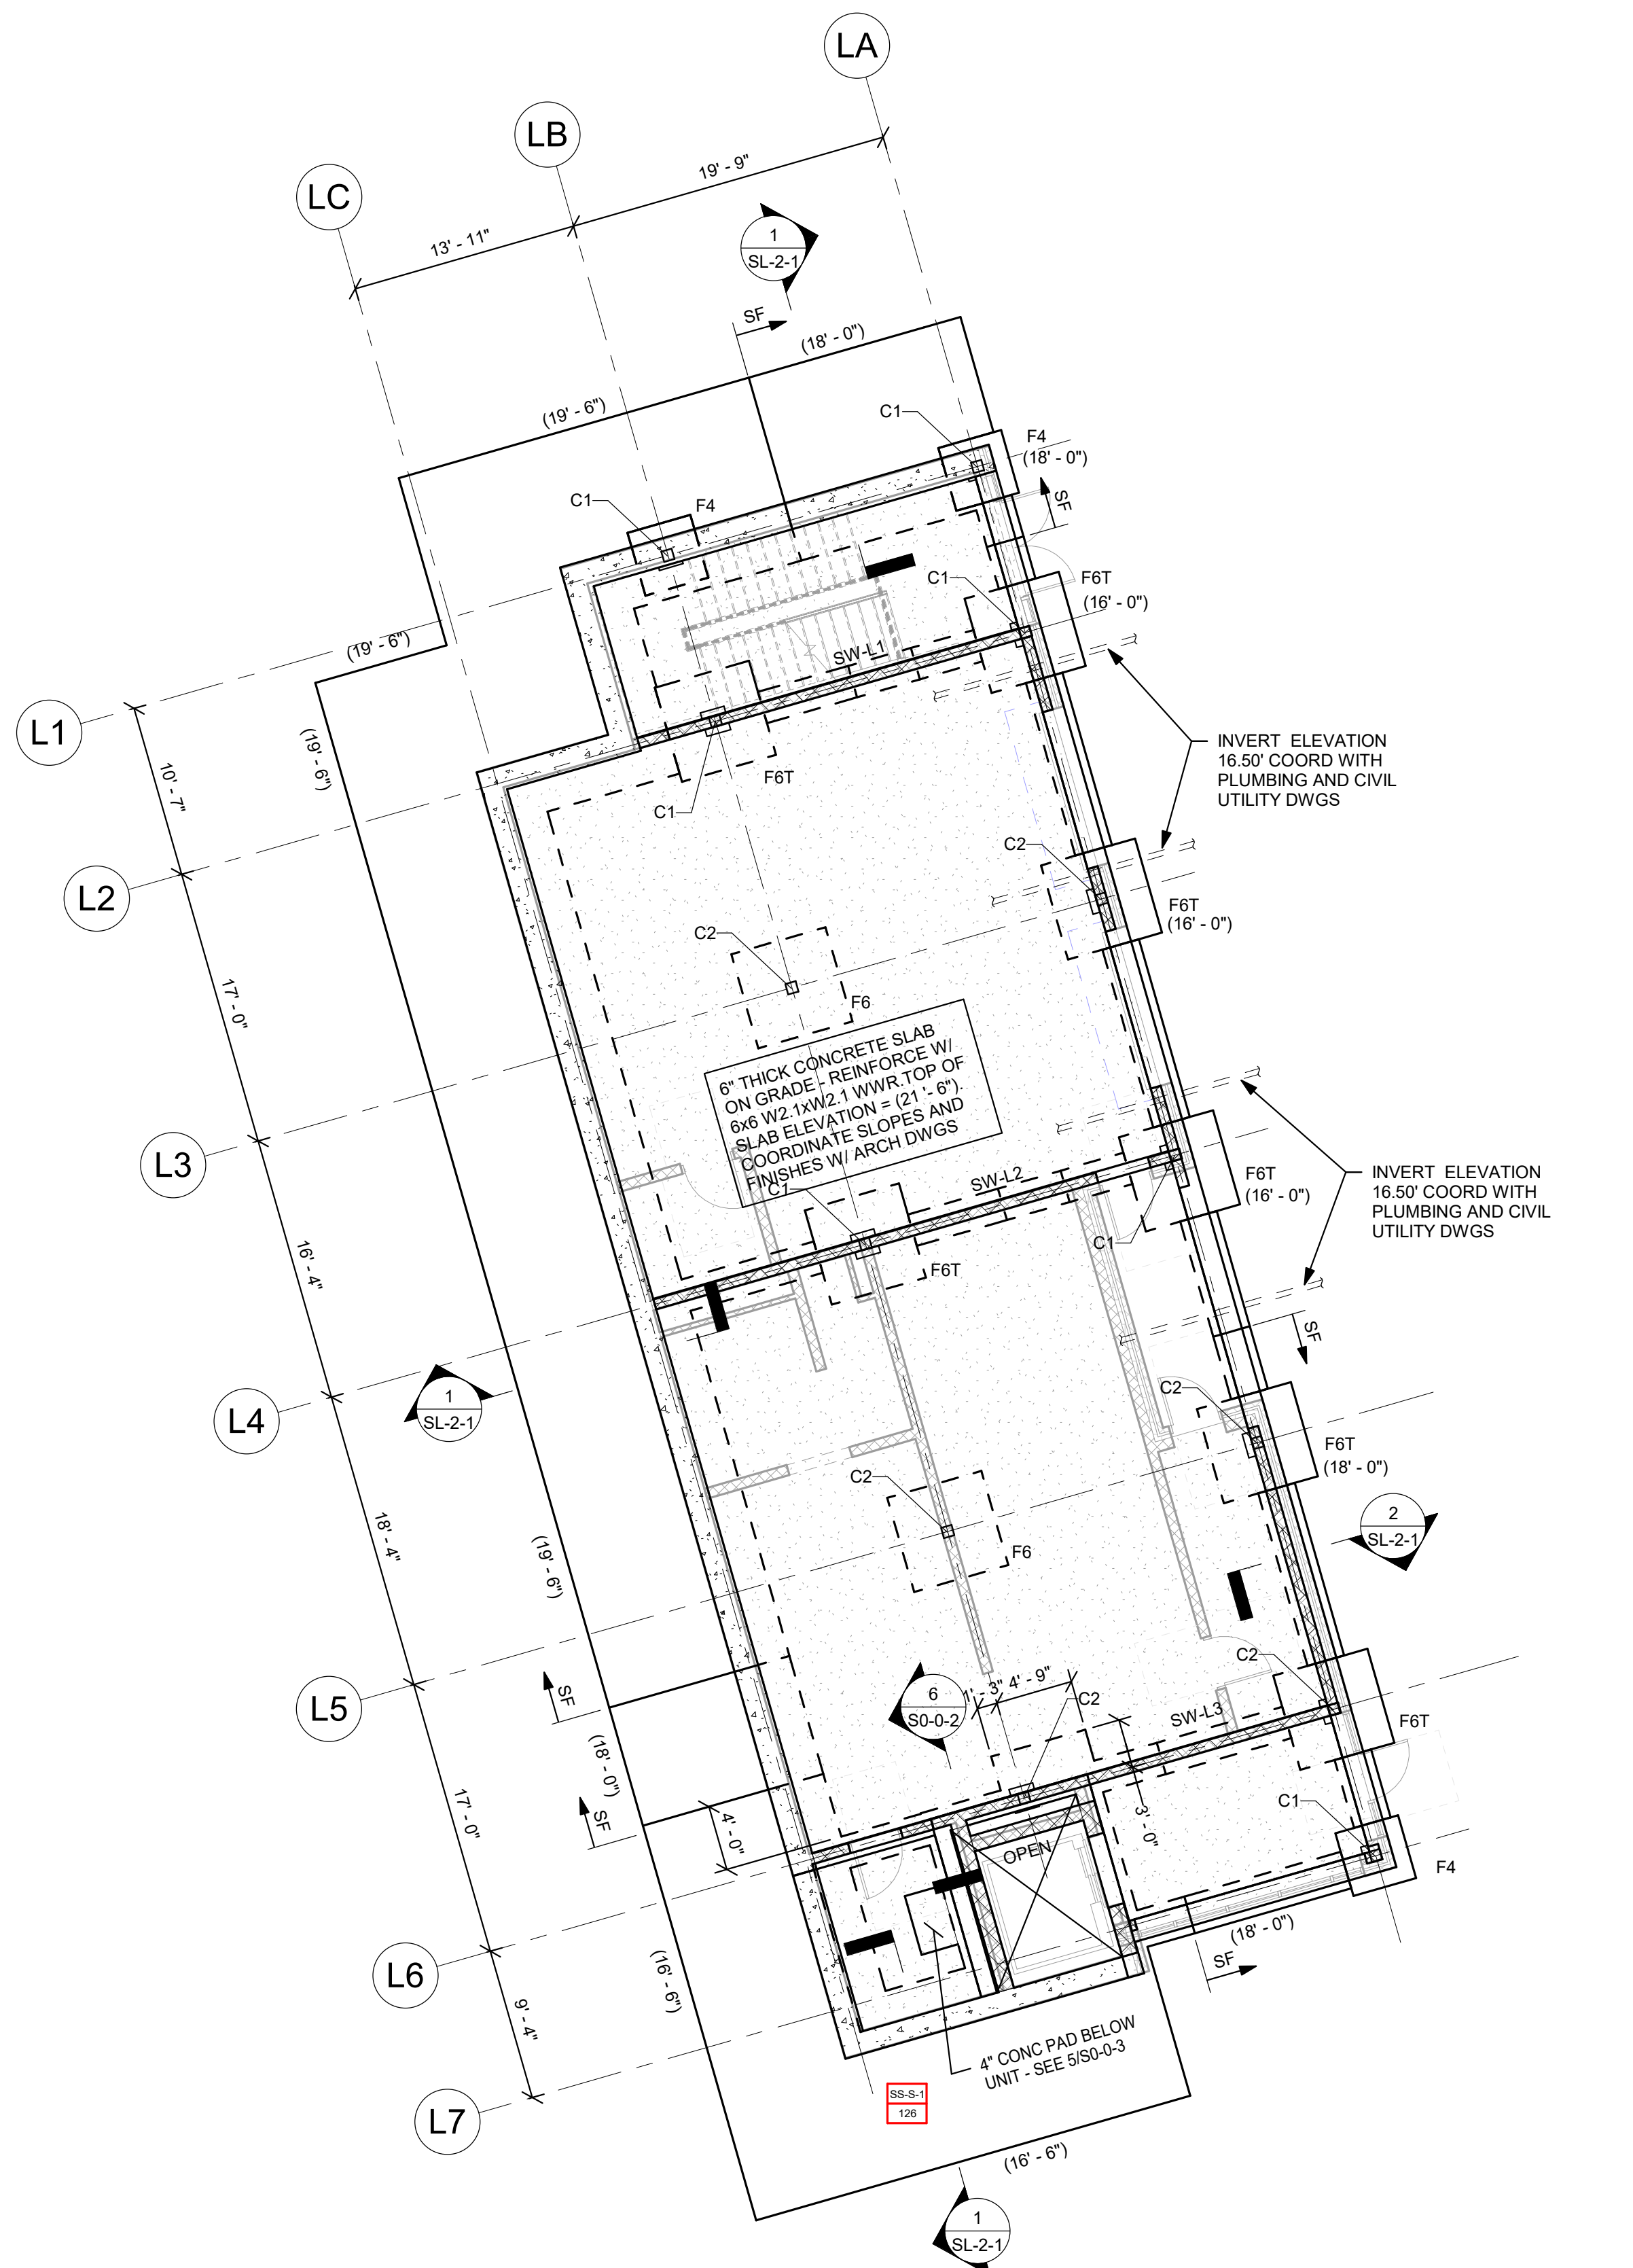 LA
LB
LC
19' - 9"
13' - 11"
1
SL-2-1
SF
(18' - 0")
(19' - 6")
C1
F4
(18' - 0")
SF
C1
F4
C1
F6T
(16' - 0")
(19' - 6")
SW-L1
L1
(19' - 6")
INVERT ELEVATION
16.50' COORD WITH
PLUMBING AND CIVIL
UTILITY DWGS
10' - 7"
F6T
C1
C2
L2
F6T
(16' - 0")
C2
17' - 0"
F6
6" THICK CONCRETE SLAB
ON GRADE - REINFORCE W/
6x6 W2.1xW2.1 WWR.TOP OF
SLAB ELEVATION = (21 '- 6").
COORDINATE SLOPES AND
FINISHES W/ ARCH DWGS
L3
C1
SW-L2
F6T
(16' - 0")
INVERT ELEVATION
16.50' COORD WITH
PLUMBING AND CIVIL
UTILITY DWGS
C1
16' - 4"
F6T
SF
L4
1
SL-2-1
C2
F6T
(18' - 0")
C2
2
SL-2-1
18' - 4"
(19' - 6")
F6
L5
SF
6
S0-0-2
1' - 3"
4' - 9"
C2
C2
SW-L3
F6T
(18' - 0")
SF
17' - 0"
4' - 0"
3' - 0"
C1
OPEN
F4
L6
(16' - 6")
(18' - 0")
SF
9' - 4"
4" CONC PAD BELOW
UNIT - SEE 5/S0-0-3
L7
SS-S-1
126
(16' - 6")
1
SL-2-1